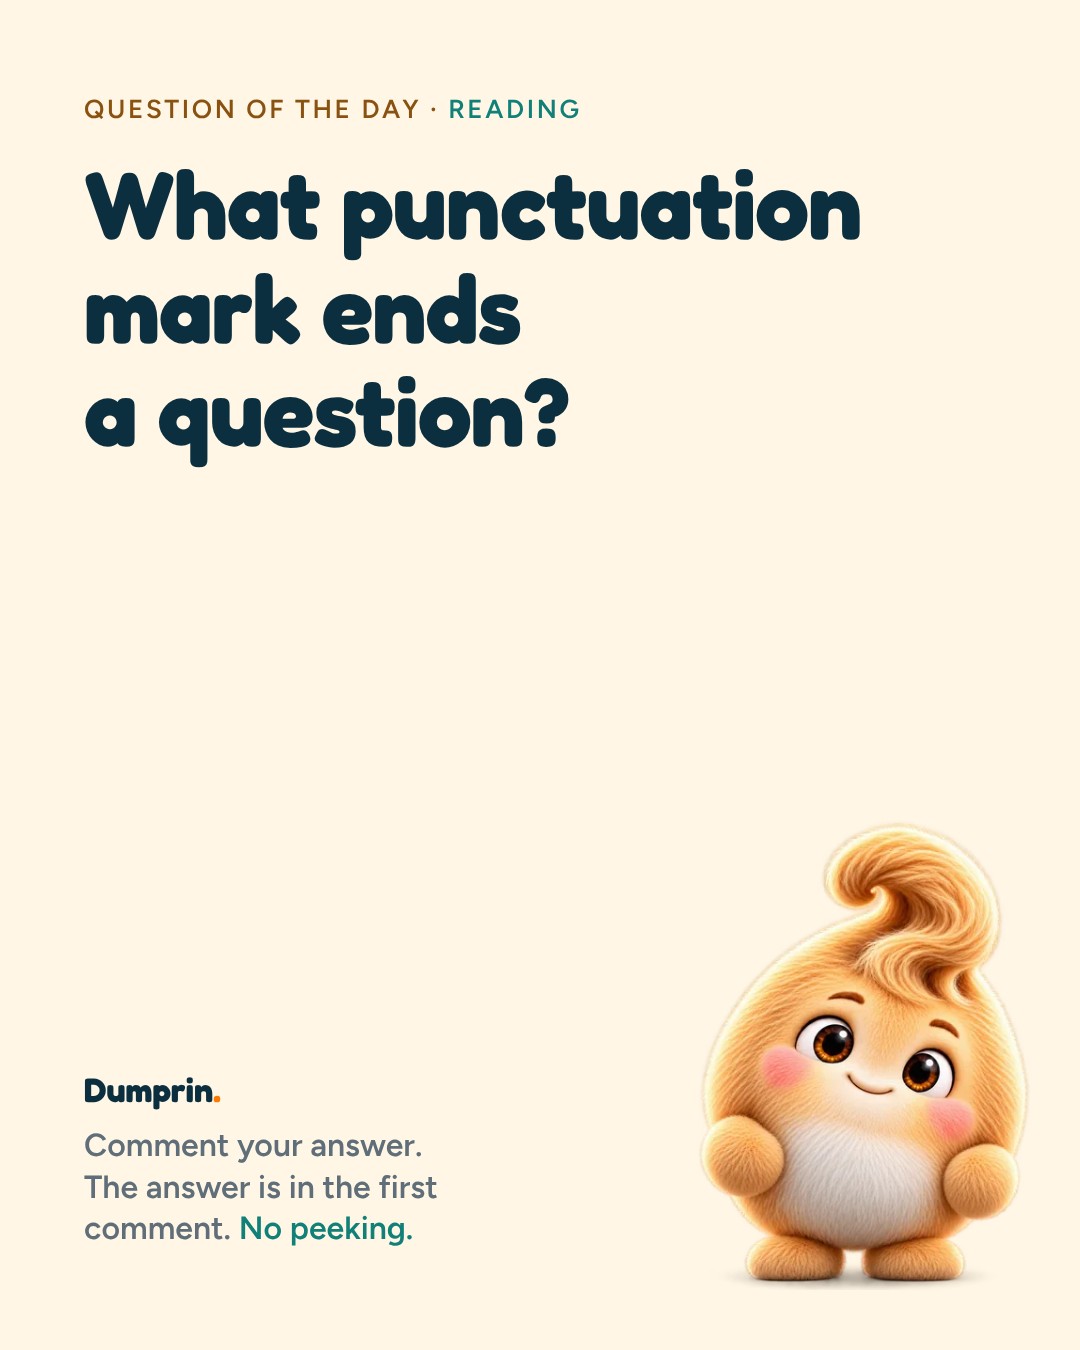 QUESTION OF THE DAY · READING
What punctuation
mark ends
a question?
Dumprin.
Comment your answer.
The answer is in the first
comment. No peeking.